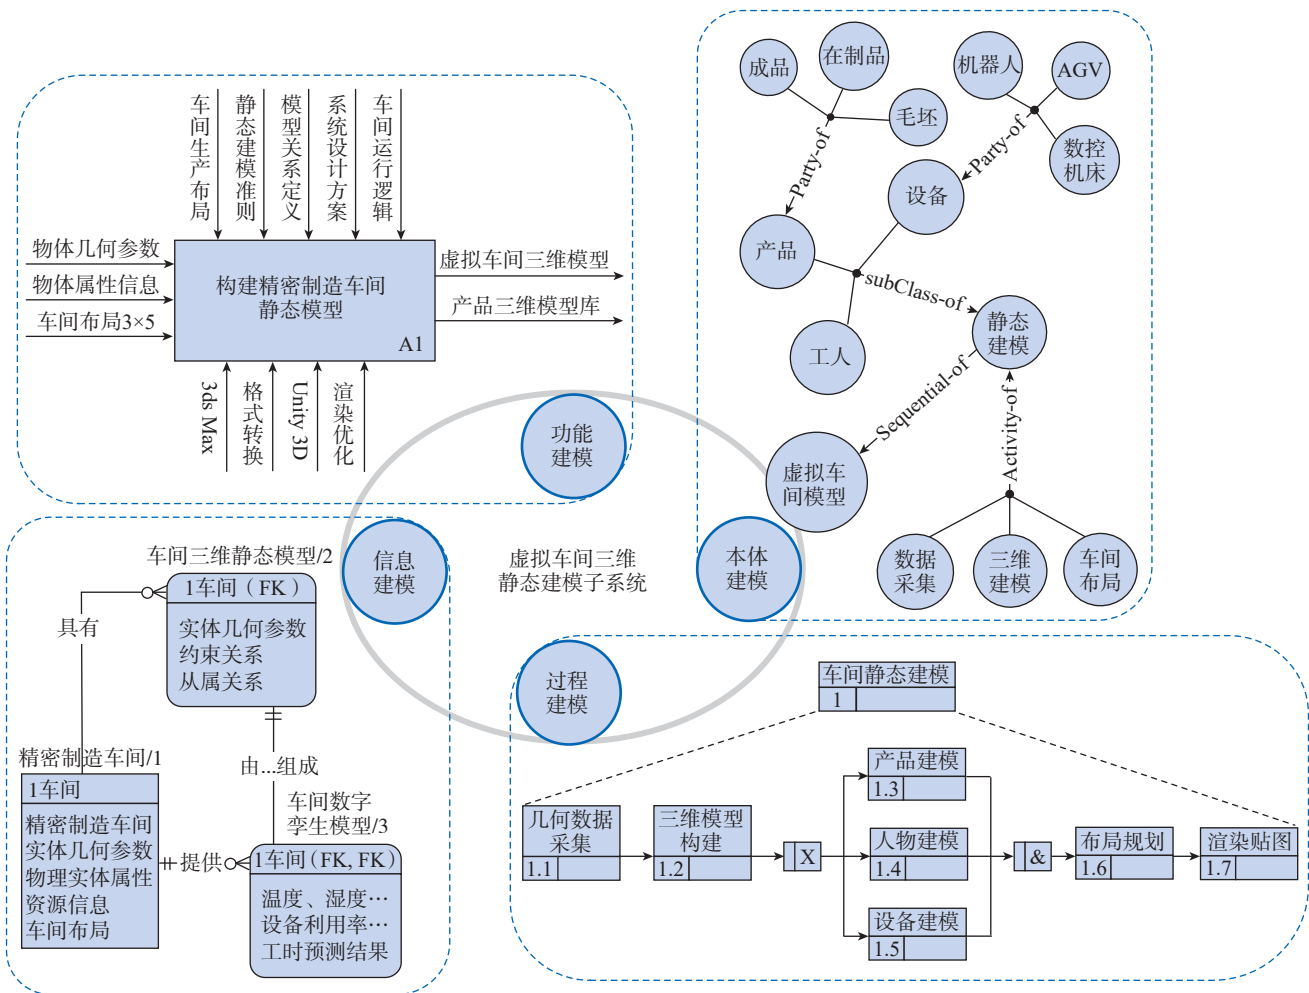 车间生产布局
静态建模准则
模型关系定义
系统设计方案
车间运行逻辑
物体几何参数
物体属性信息
车间布局3×5
构建精密制造车间
静态模型
A1
虚拟车间三维模型
产品三维模型库
3ds Max
格式转换
Unity 3D
渲染优化
功能
建模
成品
在制品
毛坯
机器人
AGV
数控
机床
Party-of
Party-of
设备
产品
工人
subClass-of
静态
建模
Sequential-of
Activity-of
虚拟车
间模型
数据
采集
三维
建模
车间
布局
本体
建模
虚拟车间三维
静态建模子系统
信息
建模
车间三维静态模型/2
1车间（FK）
实体几何参数
约束关系
从属关系
具有
精密制造车间/1
1车间
精密制造车间
实体几何参数
物理实体属性
资源信息
车间布局
由...组成
提供
车间数字
孪生模型/3
1车间(FK, FK)
温度、湿度…
设备利用率…
工时预测结果
过程
建模
车间静态建模
1
几何数据
采集
1.1
三维模型
构建
1.2
X
产品建模
1.3
人物建模
1.4
设备建模
1.5
&
布局规划
1.6
渲染贴图
1.7